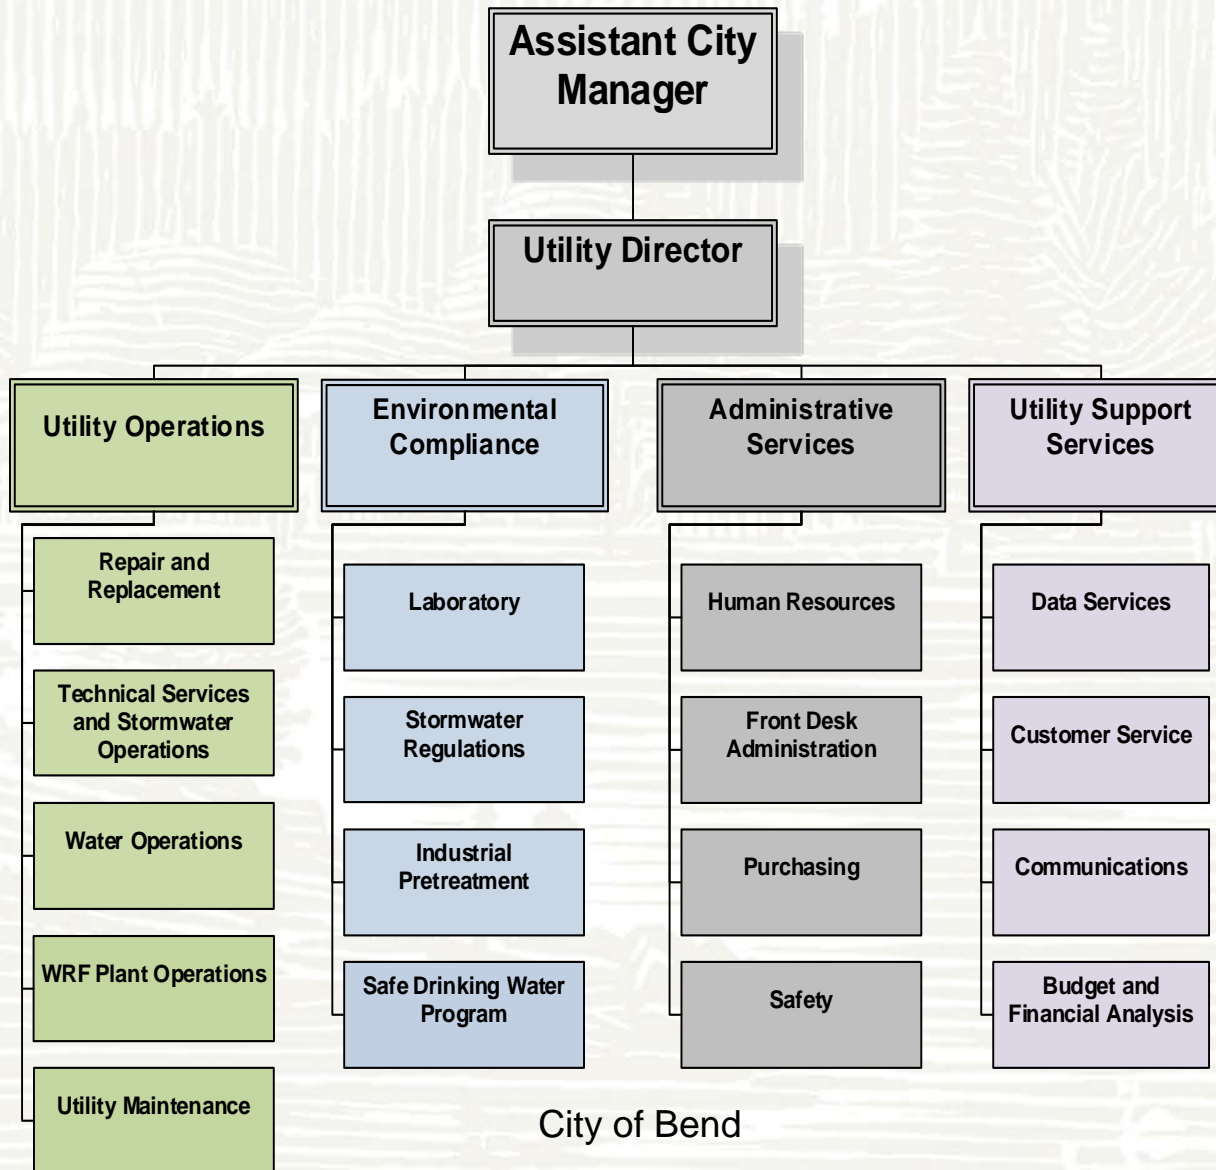 Assistant City
Manager
Utility Director
Utility Operations
Environmental
Compliance
Administrative
Services
Utility Support
Services
Repair and
Replacement
Technical Services
and Stormwater
Operations
Water Operations
WRF Plant Operations
Utility Maintenance
Laboratory
Stormwater
Regulations
Industrial
Pretreatment
Safe Drinking Water
Program
Human Resources
Front Desk
Administration
Purchasing
Safety
Data Services
Customer Service
Communications
Budget and
Financial Analysis
City of Bend